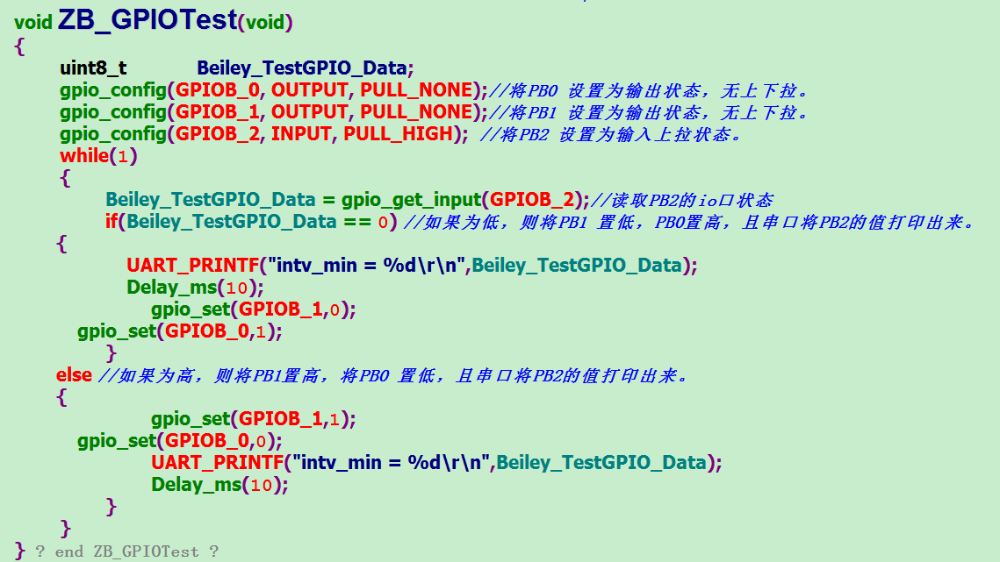 void ZB_GPIOTest(void)
{
uint8_t Beiley_TestGPIO_Data;
gpio_config(GPIOB_0, OUTPUT, PULL_NONE);//将PB0 设置为输出状态，无上下拉。
gpio_config(GPIOB_1, OUTPUT, PULL_NONE);//将PB1 设置为输出状态，无上下拉。
gpio_config(GPIOB_2, INPUT, PULL_HIGH); //将PB2 设置为输入上拉状态。
while(1)
{
Beiley_TestGPIO_Data = gpio_get_input(GPIOB_2);//读取PB2的io口状态
if(Beiley_TestGPIO_Data == 0) //如果为低，则将PB1 置低，PB0置高，且串口将PB2的值打印出来。
{
UART_PRINTF("intv_min = %d\r\n",Beiley_TestGPIO_Data);
Delay_ms(10);
gpio_set(GPIOB_1,0);
gpio_set(GPIOB_0,1);
}
else //如果为高，则将PB1置高，将PB0 置低，且串口将PB2的值打印出来。
{
gpio_set(GPIOB_1,1);
gpio_set(GPIOB_0,0);
UART_PRINTF("intv_min = %d\r\n",Beiley_TestGPIO_Data);
Delay_ms(10);
}
}
} ? end ZB_GPIOTest ?